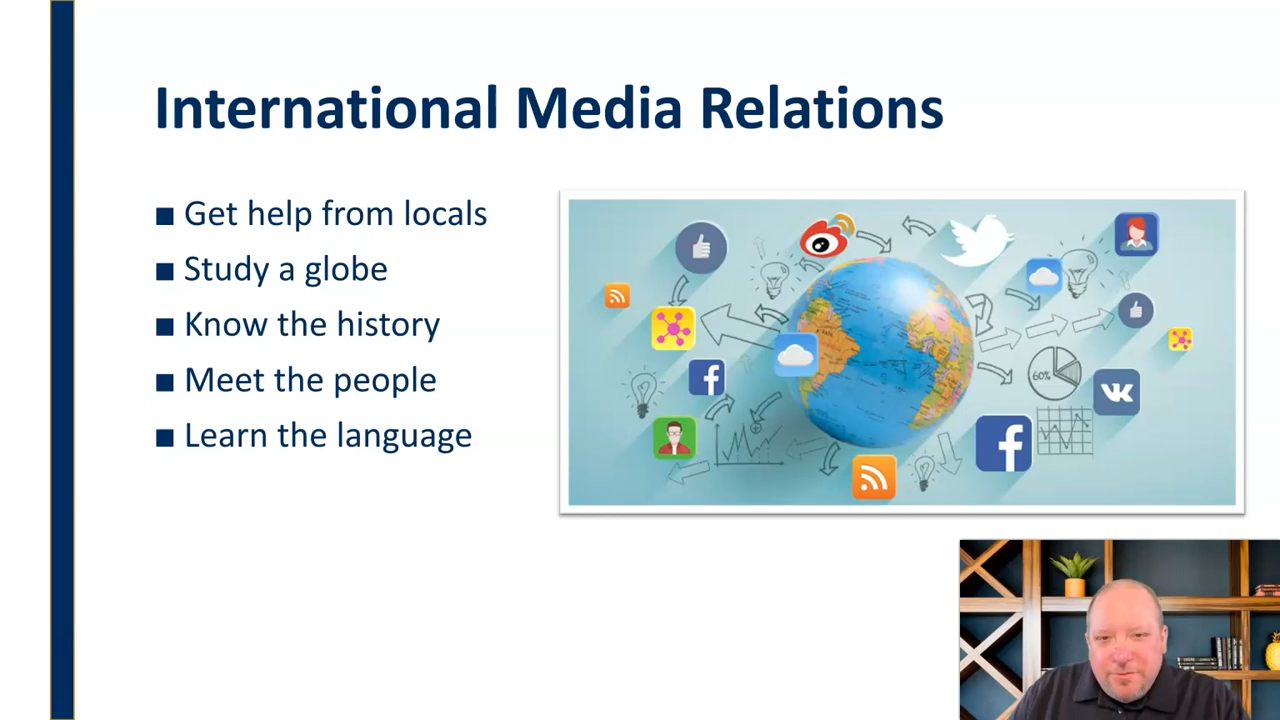 International Media Relations
■ Get help from locals
■ Study a globe
■ Know the history
■ Meet the people
■ Learn the language
60%